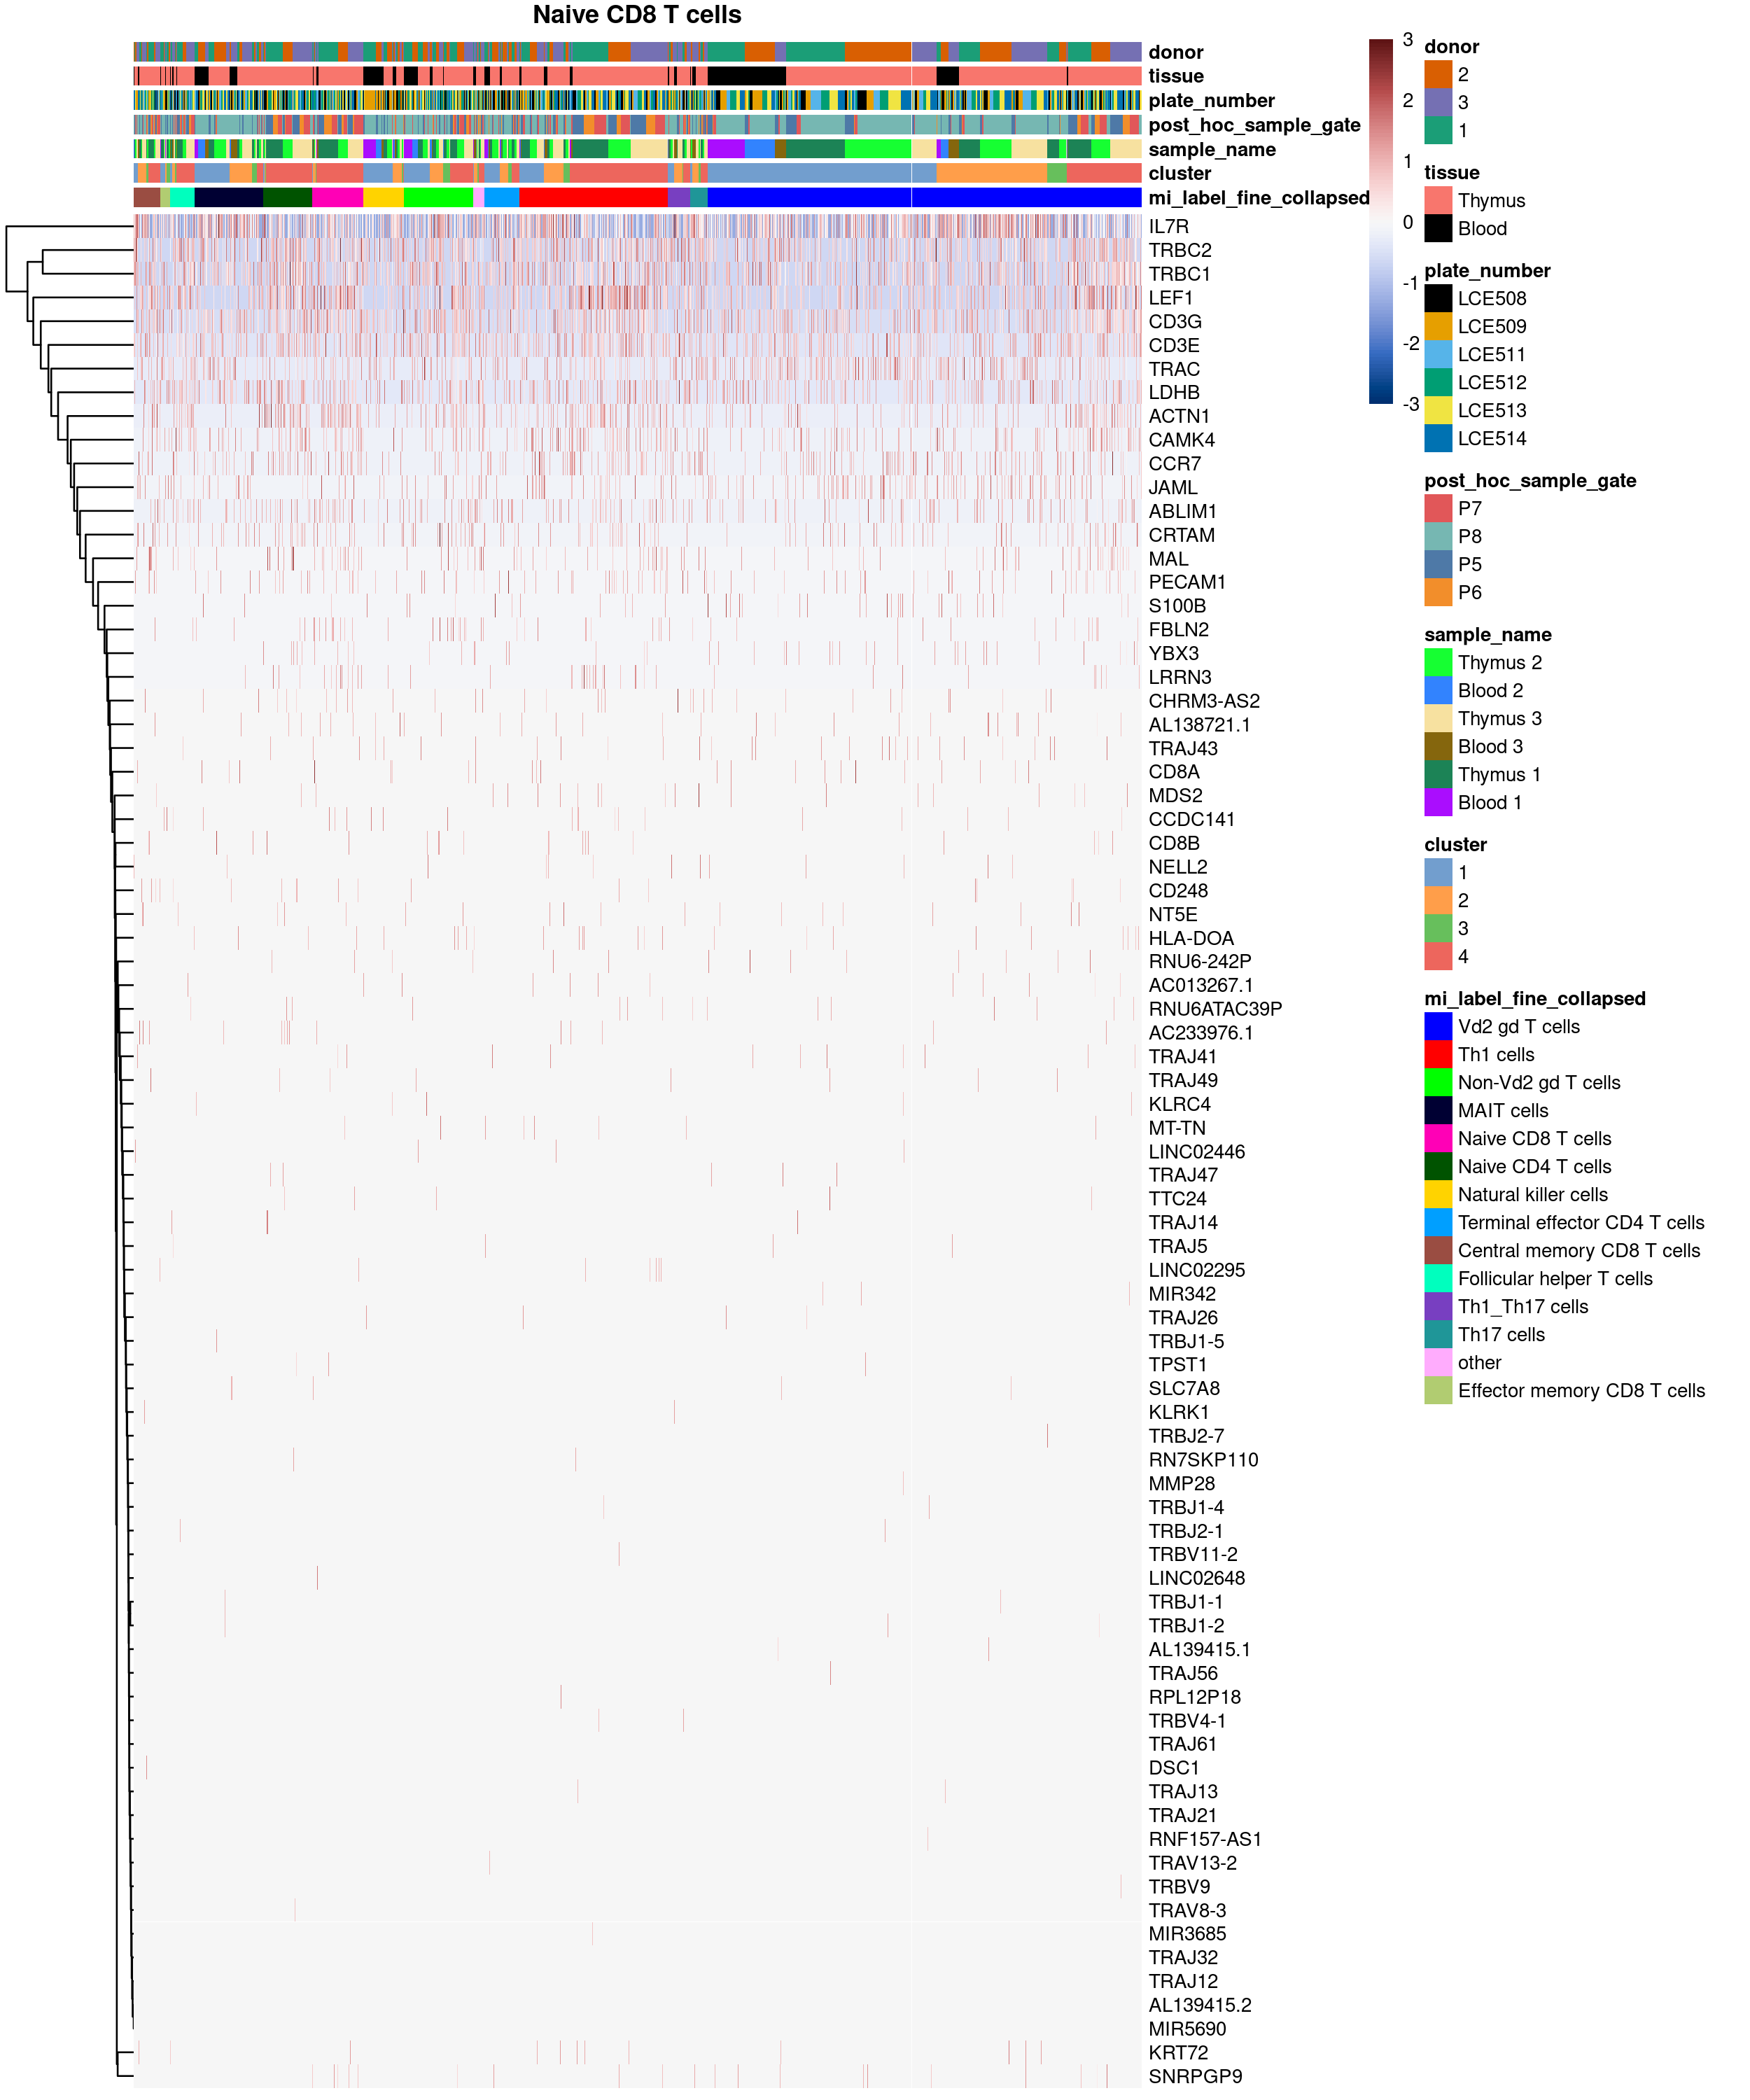 Naive CD8 T cells
donor
tissue
plate_number
post_hoc_sample_gate
sample_name
cluster
mi_label_fine_collapsed
IL7R
TRBC2
TRBC1
LEF1
CD3G
CD3E
TRAC
LDHB
ACTN1
CAMK4
CCR7
JAML
ABLIM1
CRTAM
MAL
PECAM1
S100B
FBLN2
YBX3
LRRN3
CHRM3-AS2
AL138721.1
TRAJ43
CD8A
MDS2
CCDC141
CD8B
NELL2
CD248
NT5E
HLA-DOA
RNU6-242P
AC013267.1
RNU6ATAC39P
AC233976.1
TRAJ41
TRAJ49
KLRC4
MT-TN
LINC02446
TRAJ47
TTC24
TRAJ14
TRAJ5
LINC02295
MIR342
TRAJ26
TRBJ1-5
TPST1
SLC7A8
KLRK1
TRBJ2-7
RN7SKP110
MMP28
TRBJ1-4
TRBJ2-1
TRBV11-2
LINC02648
TRBJ1-1
TRBJ1-2
AL139415.1
TRAJ56
RPL12P18
TRBV4-1
TRAJ61
DSC1
TRAJ13
TRAJ21
RNF157-AS1
TRAV13-2
TRBV9
TRAV8-3
MIR3685
TRAJ32
TRAJ12
AL139415.2
MIR5690
KRT72
SNRPGP9
3
2
1
0
-1
-2
-3
donor
2
3
1
tissue
Thymus
Blood
plate_number
LCE508
LCE509
LCE511
LCE512
LCE513
LCE514
post_hoc_sample_gate
P7
P8
P5
P6
sample_name
Thymus 2
Blood 2
Thymus 3
Blood 3
Thymus 1
Blood 1
cluster
1
2
3
4
mi_label_fine_collapsed
Vd2 gd T cells
Th1 cells
Non-Vd2 gd T cells
MAIT cells
Naive CD8 T cells
Naive CD4 T cells
Natural killer cells
Terminal effector CD4 T cells
Central memory CD8 T cells
Follicular helper T cells
Th1_Th17 cells
Th17 cells
other
Effector memory CD8 T cells